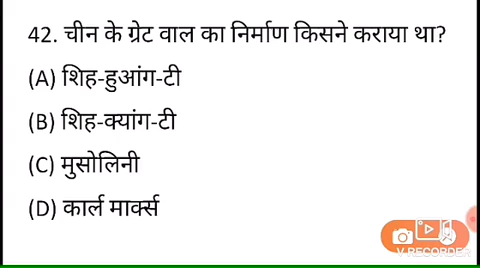 42. चीन के ग्रेट वाल का निर्माण किसने कराया था?
(A) शिह-हुआंग-टी
(B) शिह-क्यांग-टी
(C) मुसोलिनी
(D) कार्ल मार्क्स
V RECORDER